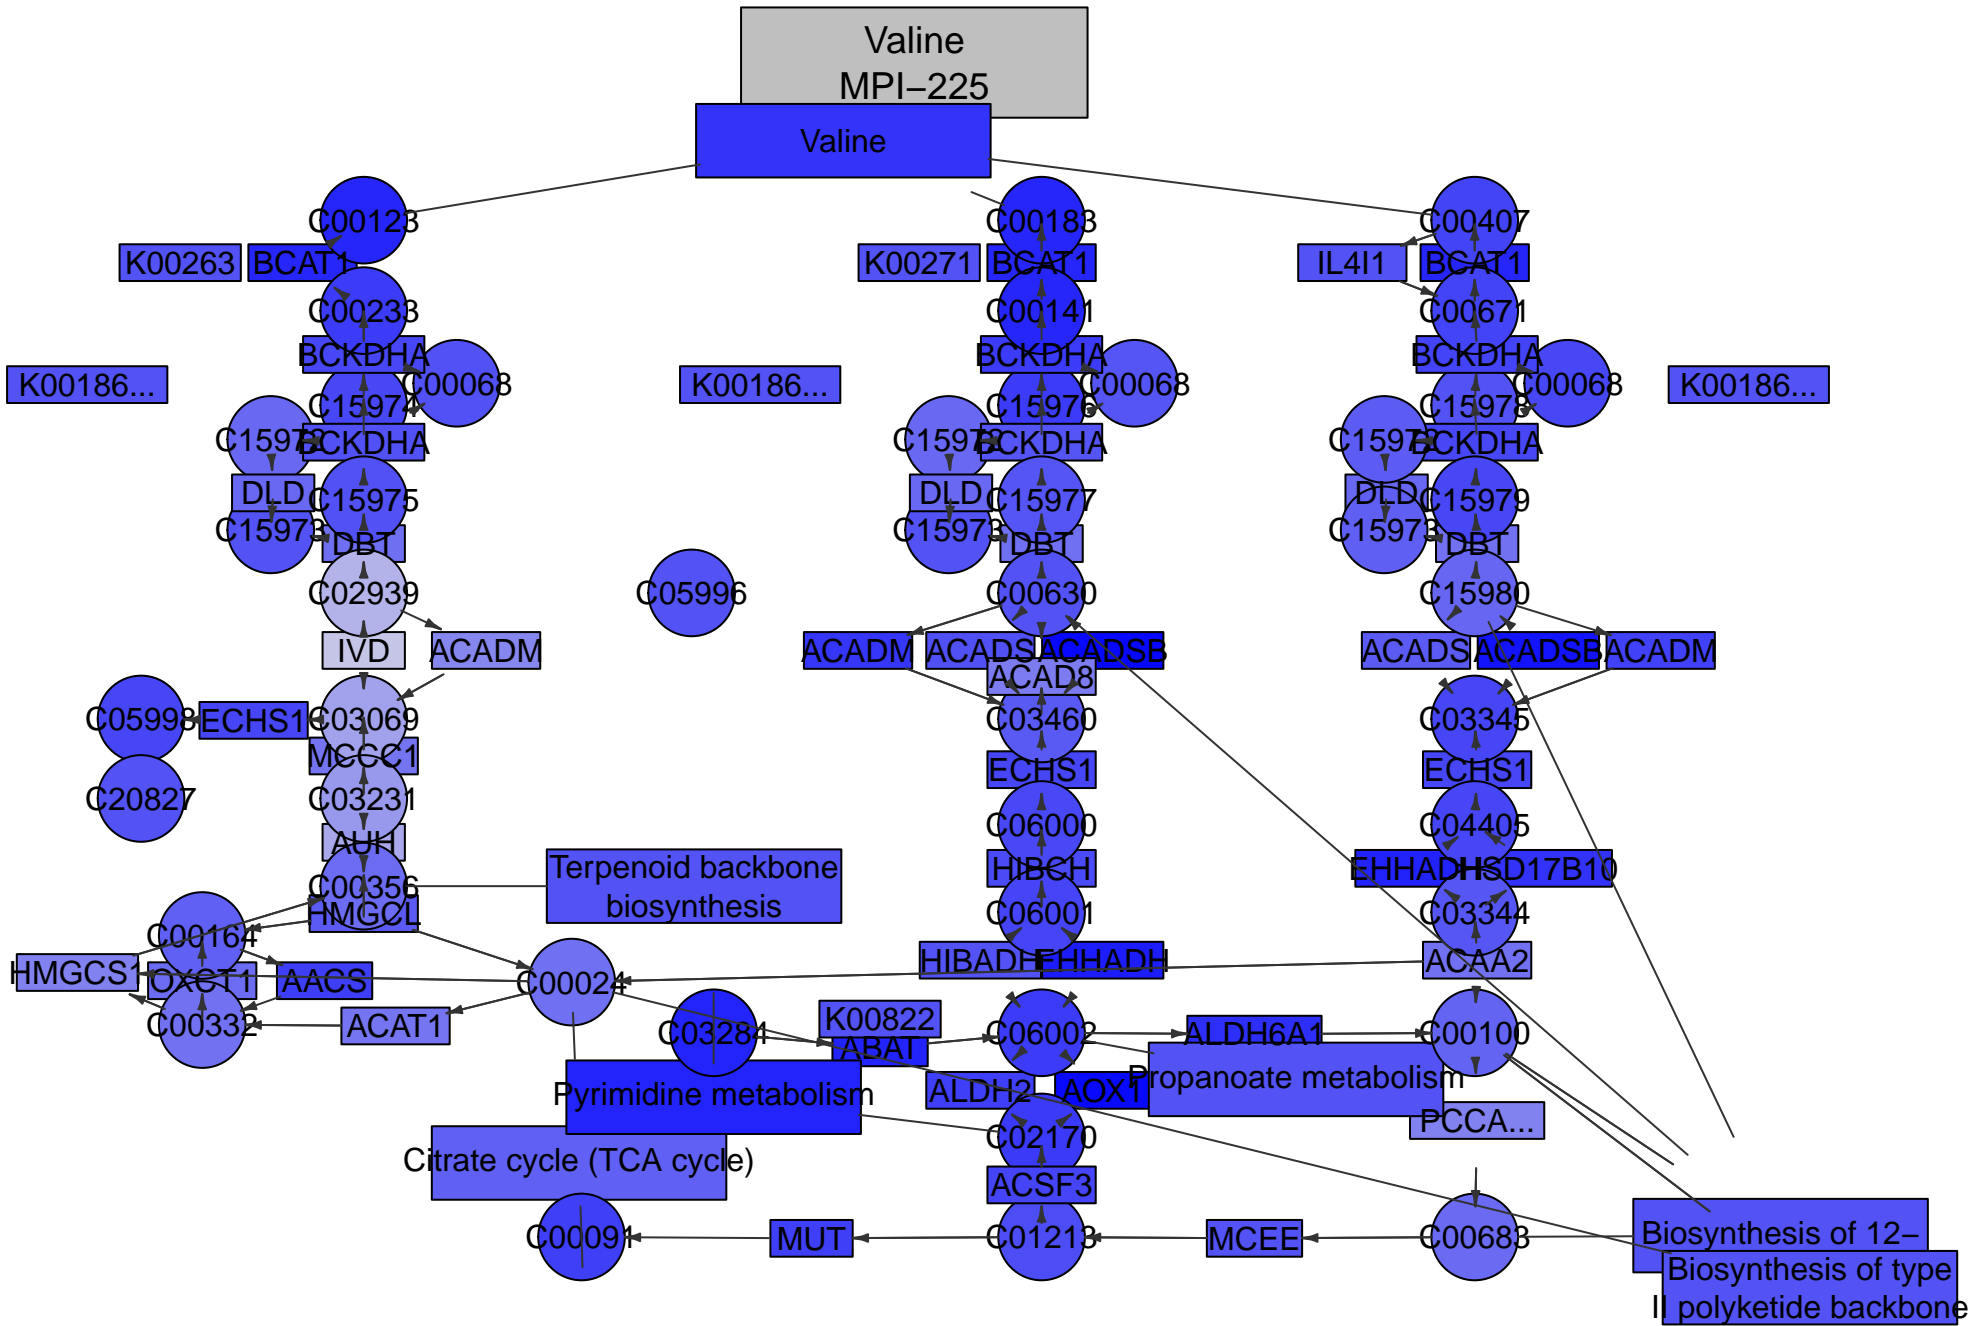 Valine
MPI−225
Valine
C00123
C00183
C00407
K00263
BCAT1
K00271
BCAT1
IL4I1
BCAT1
C00233
C00141
C00671
BCKDHA
BCKDHA
BCKDHA
K00186...
C00068
K00186...
C00068
C00068
K00186...
C15974
C15976
C15978
C15972
BCKDHA
C15972
BCKDHA
C15972
BCKDHA
DLD
C15975
DLD
C15977
DLD
C15979
C15973
DBT
C15973
DBT
C15973
DBT
C02939
C05996
C00630
C15980
IVD
ACADM
ACADM
ACADS
ACADSB
ACADS
ACADSB
ACADM
ACAD8
C05998
ECHS1
C03069
C03460
C03345
MCCC1
ECHS1
ECHS1
C20827
C03231
C06000
C04405
AUH
HIBCH
EHHADH
HSD17B10
C00356
Terpenoid backbone
biosynthesis
HMGCL
C06001
C03344
C00164
HMGCS1
OXCT1
AACS
C00024
HIBADH
EHHADH
ACAA2
C00332
ACAT1
C03284
K00822
ABAT
C06002
ALDH6A1
C00100
Pyrimidine metabolism
ALDH2
AOX1
Propanoate metabolism
PCCA...
C02170
Citrate cycle (TCA cycle)
ACSF3
C00091
MUT
C01213
MCEE
C00683
Biosynthesis of 12−
Biosynthesis of type
II polyketide backbone